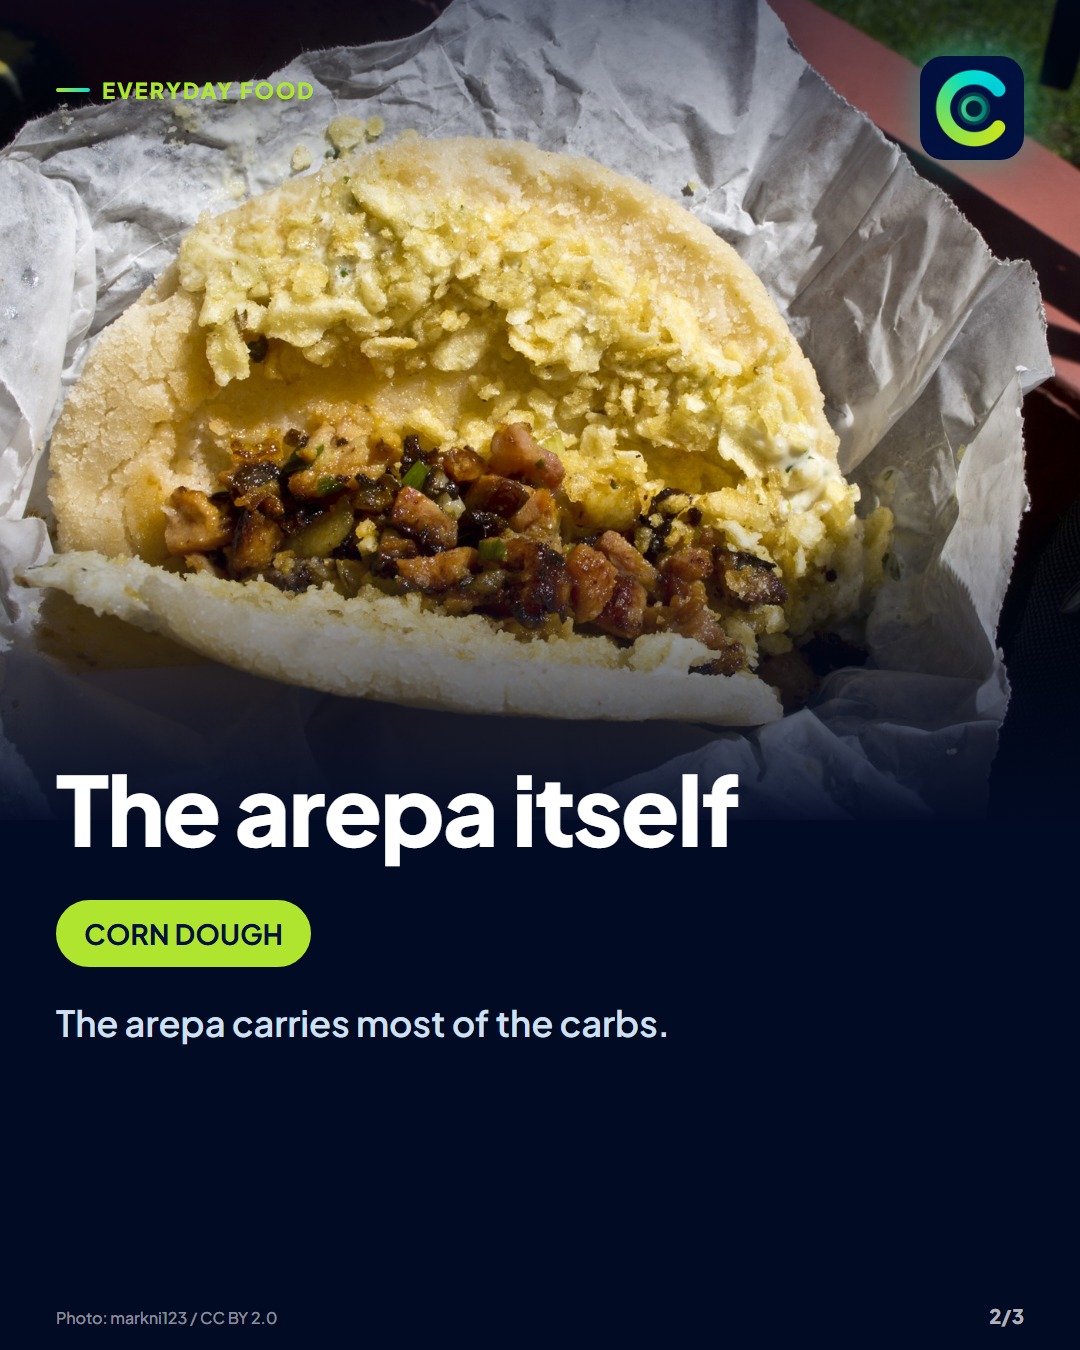 EVERYDAY FOOD
The arepa itself
CORN DOUGH
The arepa carries most of the carbs.
Photo: markni123 / CC BY 2.0
2/3